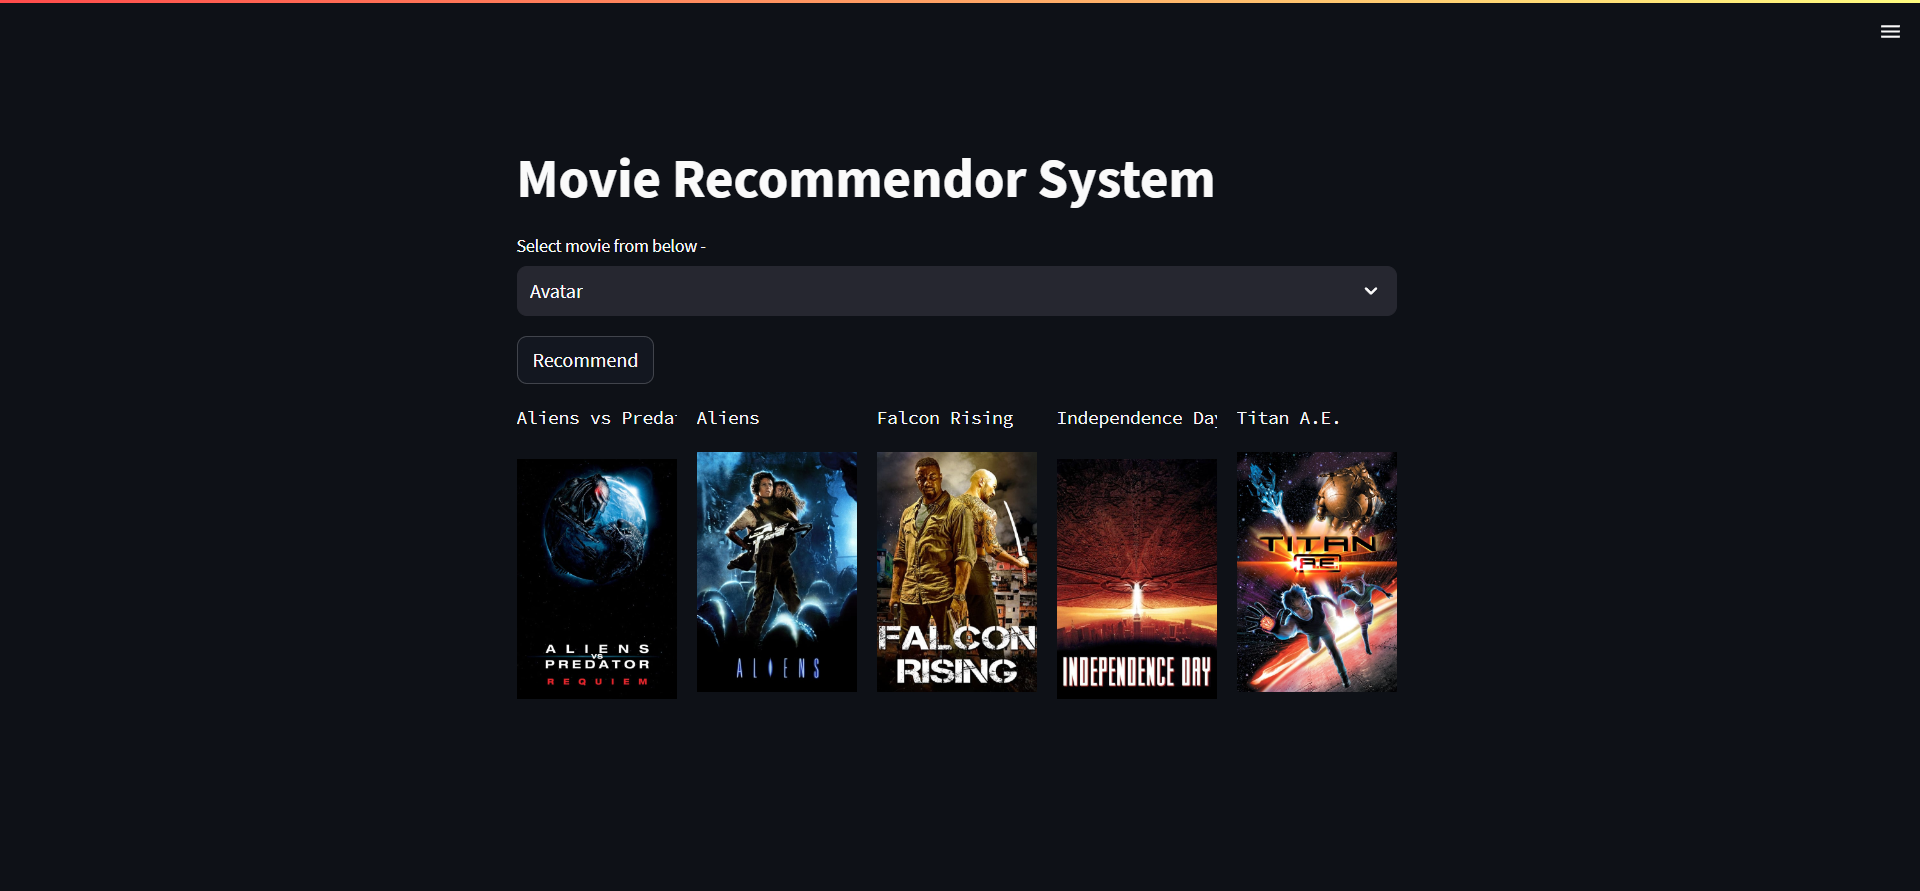 Movie Recommendor System
Select movie from below -
Avatar
Recommend
Aliens vs Preda
Aliens
Falcon Rising
Independence Day
Titan A.E.
ALIENS
VS
PREDATOR
REQUIEM
ALIENS
FALCON
RISING
INDEPENDENCE DAY
TITAN
A.E.